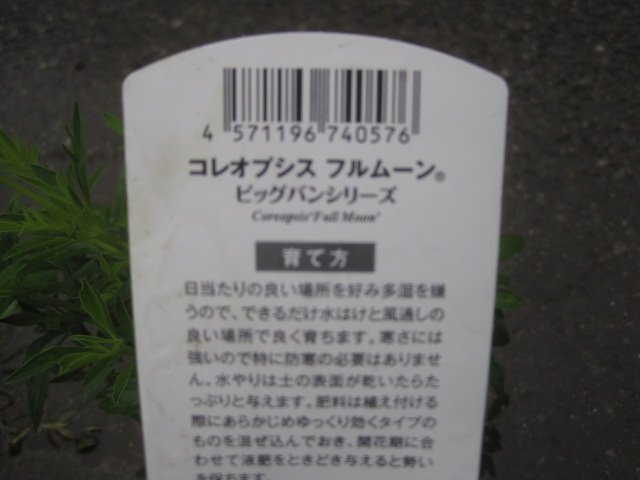 4 571196 740576
コレオプシス フルムーン®
ビッグバンシリーズ
Coreopsis'Full Moon'
育て方
日当たりの良い場所を好み多湿を嫌
うので、できるだけ水はけと風通しの
良い場所で良く育ちます。寒さには
強いので特に防寒の必要はありませ
ん。水やりは土の表面が乾いたらた
っぷりと与えます。肥料は植え付ける
際にあらかじめゆっくり効くタイプの
ものを混ぜ込んでおき、開花期に合
わせて液肥をときどき与えると勢い
を保ちます。